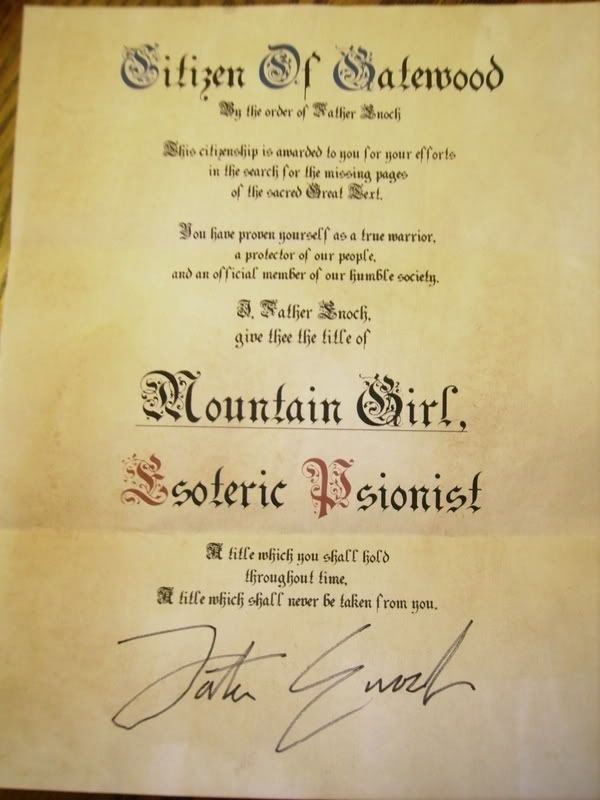 Citizen Of Gatewood
By the order of Father Enoch
This citizenship is awarded to you for your efforts
in the search for the missing pages
of the sacred Great Text.
You have proven yourself as a true warrior,
a protector of our people,
and an official member of our humble society.
I, Father Enoch,
give thee the title of
Mountain Girl,
Esoteric Psionist
A title which you shall hold
throughout time,
A title which shall never be taken from you.
Father Enoch